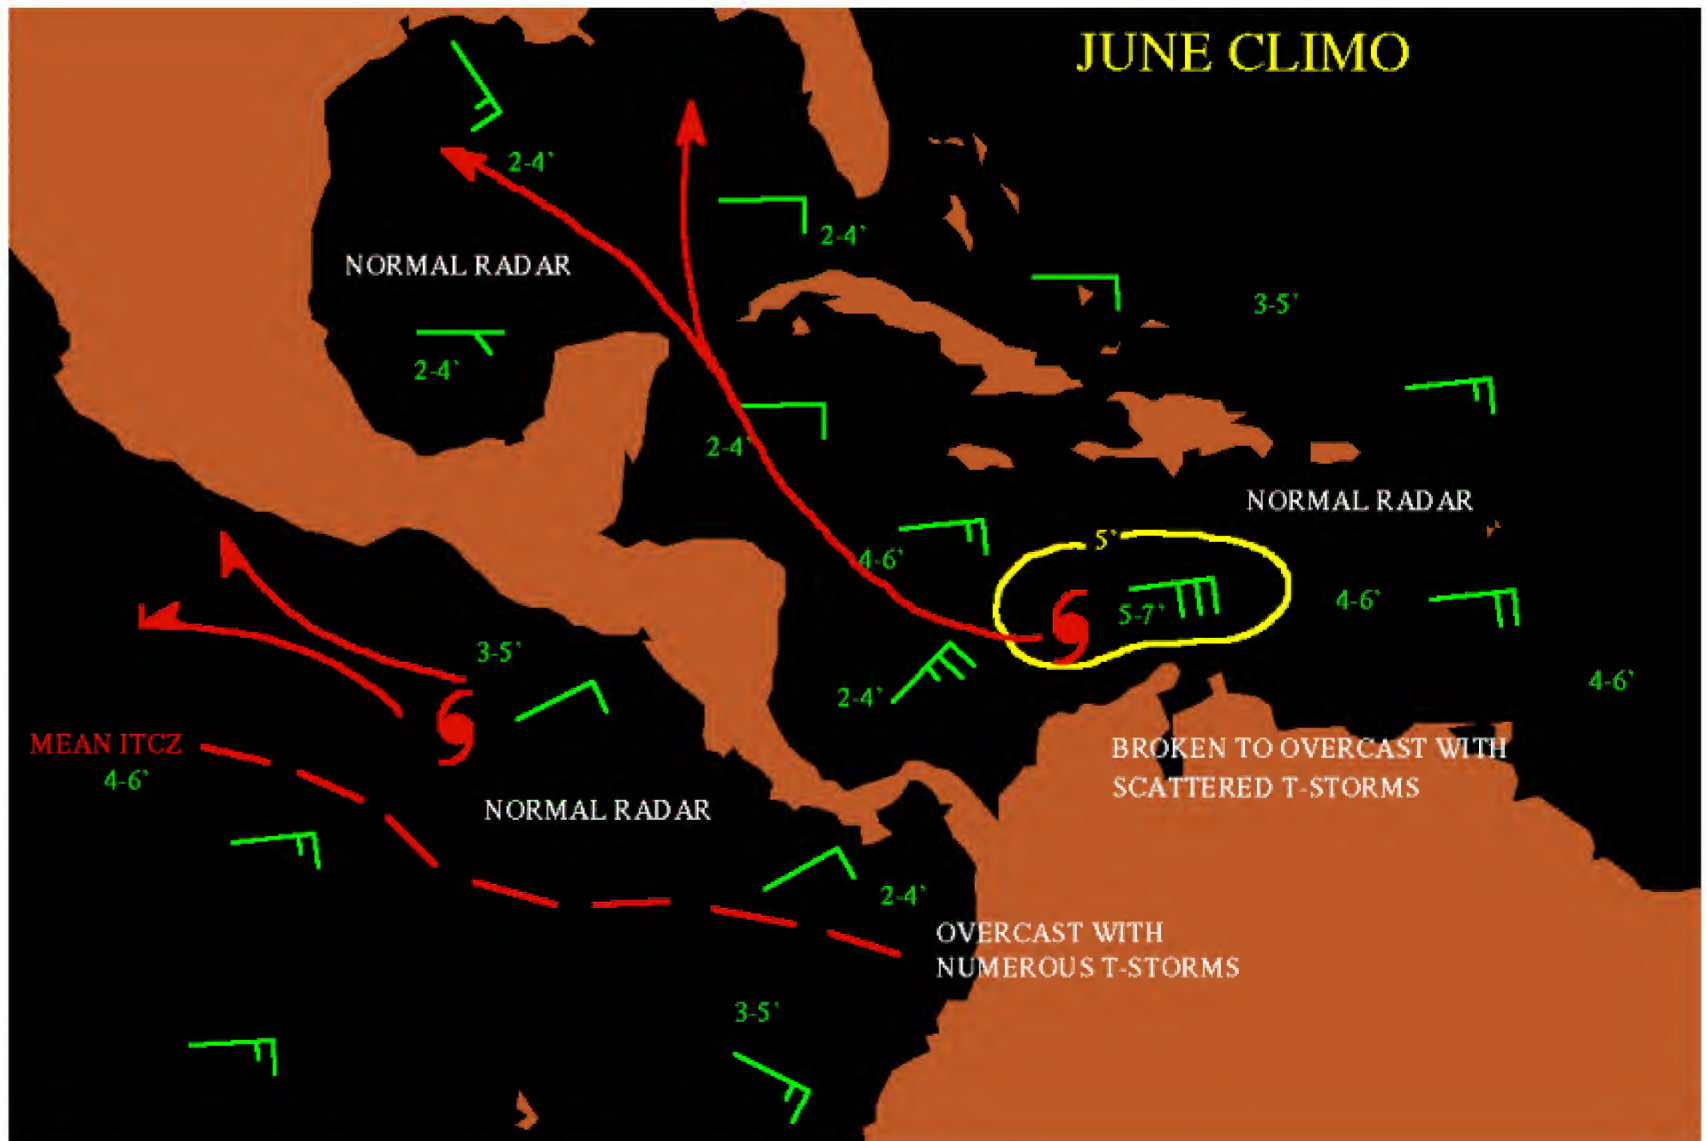 JUNE CLIMO
2-4'
2-4'
NORMAL RADAR
3-5'
2-4'
2-4'
NORMAL RADAR
5'
4-6'
4-6'
5-7'
3-5'
4-6'
2-4'
MEAN ITCZ
4-6'
BROKEN TO OVERCAST WITH
SCATTERED T-STORMS
NORMAL RADAR
2-4'
OVERCAST WITH
NUMEROUS T-STORMS
3-5'